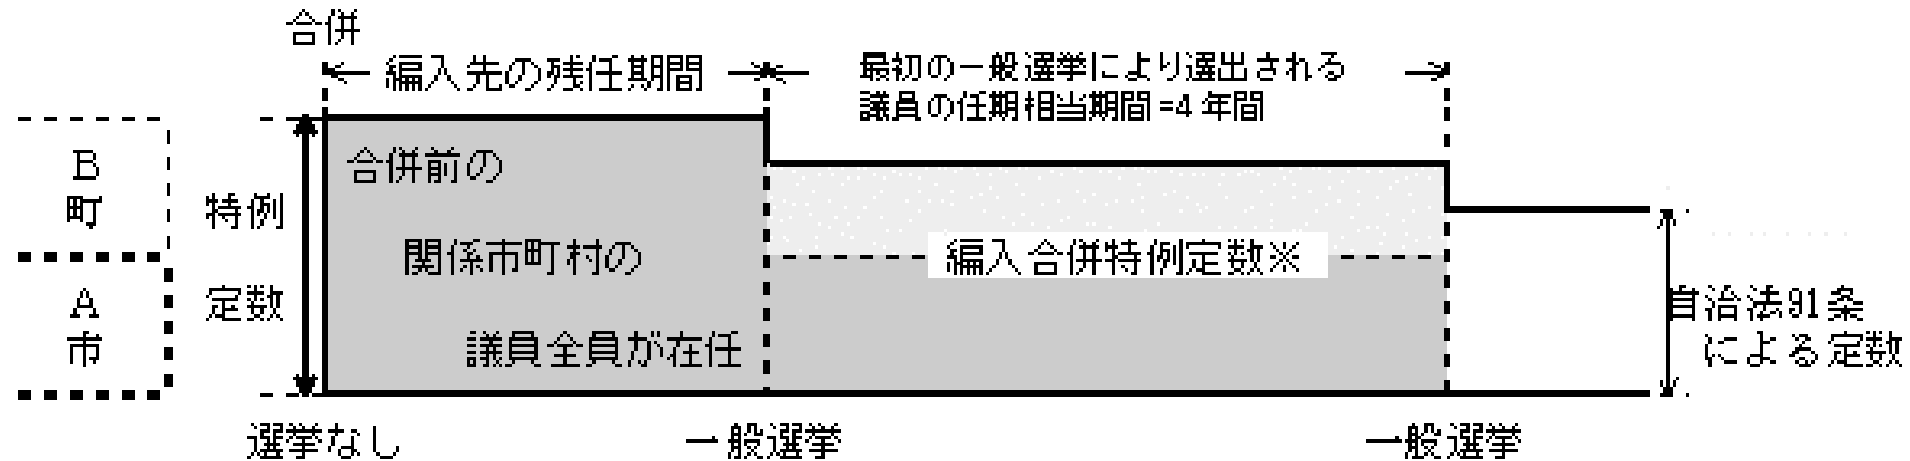 合併
編入先の残任期間
最初の一般選挙により選出される
議員の任期相当期間=4年間
B
町
A
市
特例
定数
合併前の
関係市町村の
議員全員が在任
編入合併特例定数※
自治法91条
による定数
選挙なし
一般選挙
一般選挙